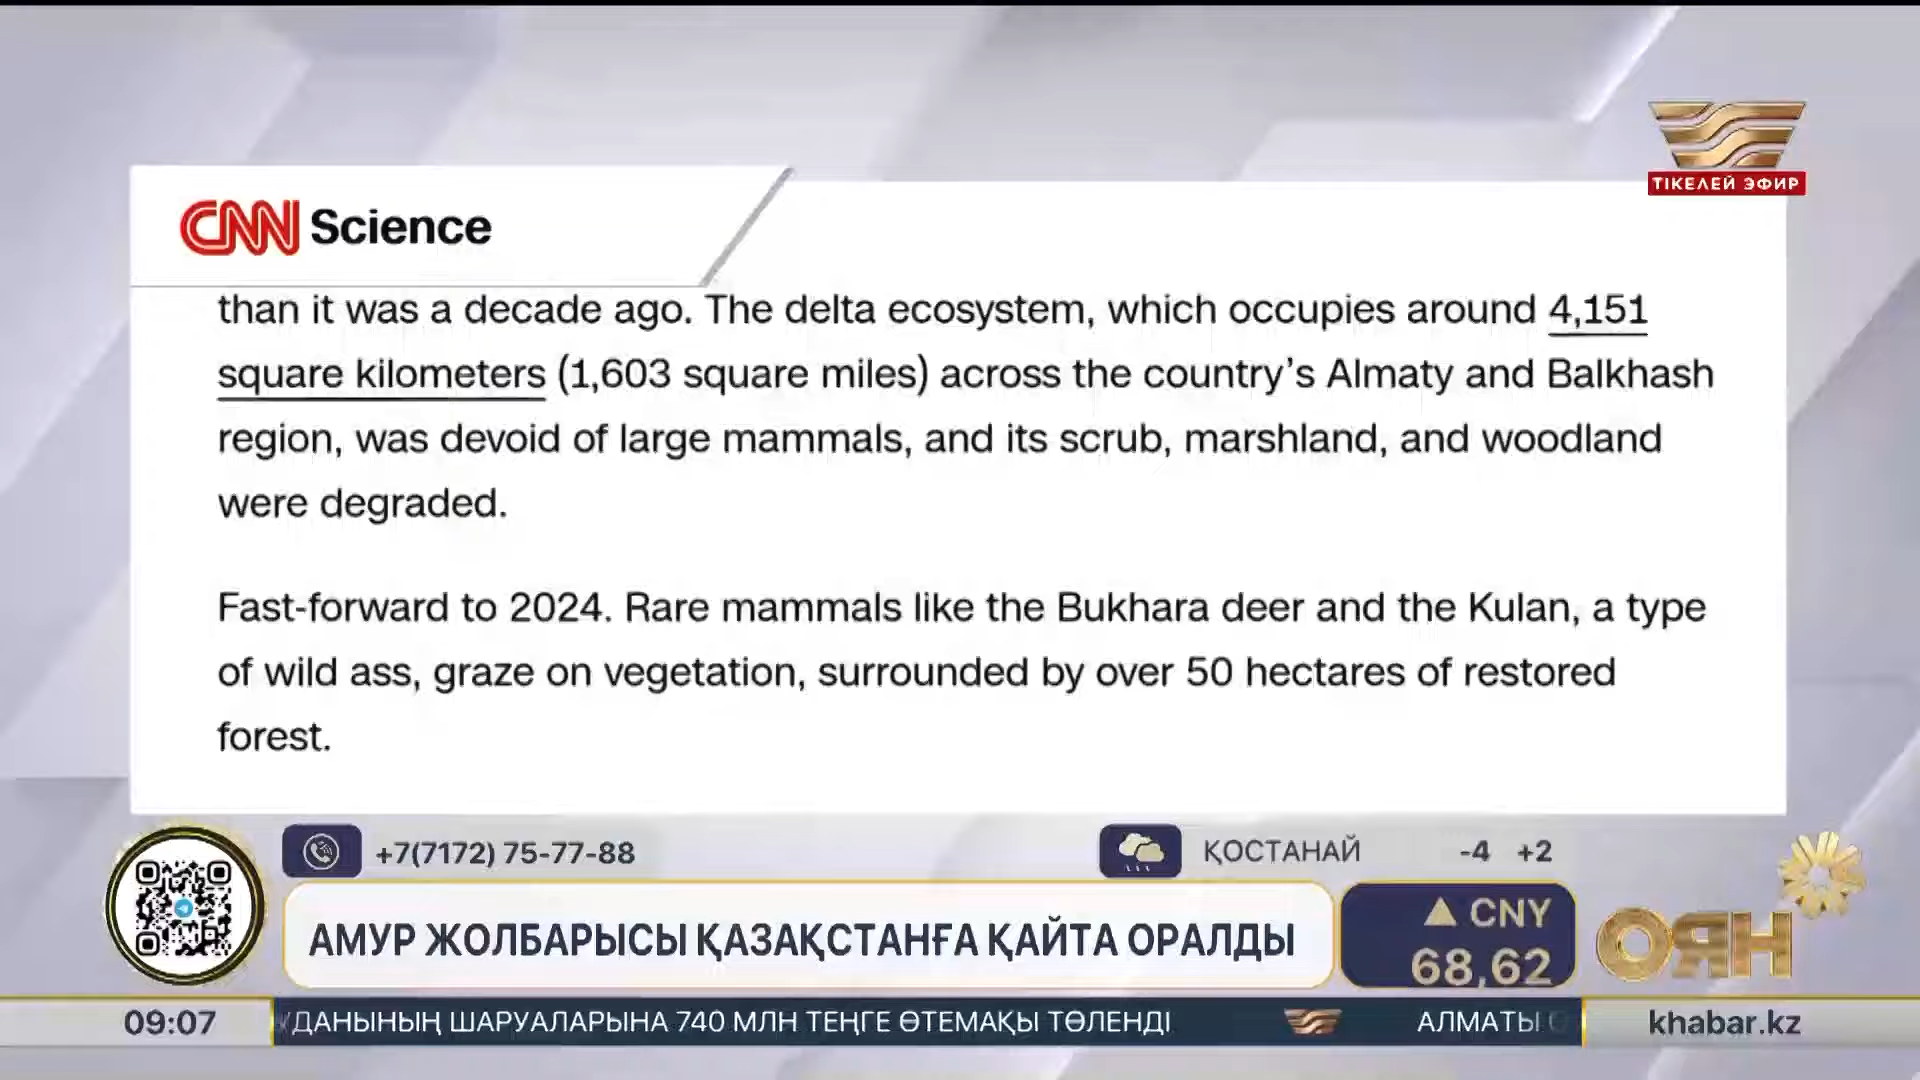 ТІКЕЛЕЙ ЭФИР
CNN Science
than it was a decade ago. The delta ecosystem, which occupies around 4,151
square kilometers (1,603 square miles) across the country’s Almaty and Balkhash
region, was devoid of large mammals, and its scrub, marshland, and woodland
were degraded.
Fast-forward to 2024. Rare mammals like the Bukhara deer and the Kulan, a type
of wild ass, graze on vegetation, surrounded by over 50 hectares of restored
forest.
+7(7172) 75-77-88
ҚОСТАНАЙ -4 +2
АМУР ЖОЛБАРЫСЫ ҚАЗАҚСТАНҒА ҚАЙТА ОРАЛДЫ
▲ CNY
68,62
ОЯН
09:07
ШАРУАЛАРЫНА 740 МЛН ТЕҢГЕ ӨТЕМАҚЫ ТӨЛЕНДІ
АЛМАТЫ
khabar.kz